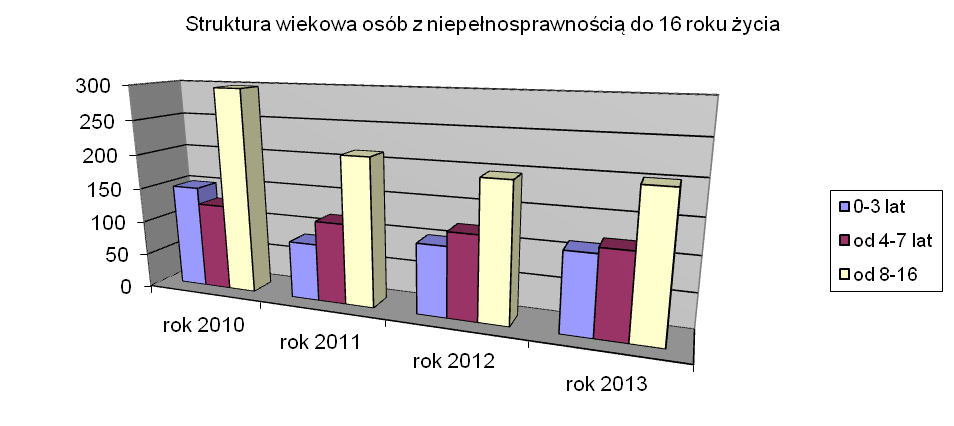 Struktura wiekowa osób z niepełnosprawnością do 16 roku życia
300
250
200
150
100
50
0
rok 2010
rok 2011
rok 2012
rok 2013
0-3 lat
od 4-7 lat
od 8-16